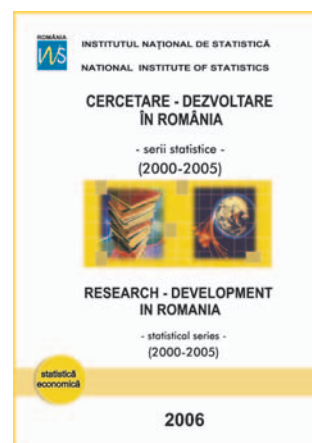 ROMÂNIA
INS
INSTITUTUL NAȚIONAL DE STATISTICĂ
NATIONAL INSTITUTE OF STATISTICS
CERCETARE - DEZVOLTARE
ÎN ROMÂNIA
- serii statistice -
(2000-2005)
RESEARCH - DEVELOPMENT
IN ROMANIA
- statistical series -
(2000-2005)
statistică
economică
2006